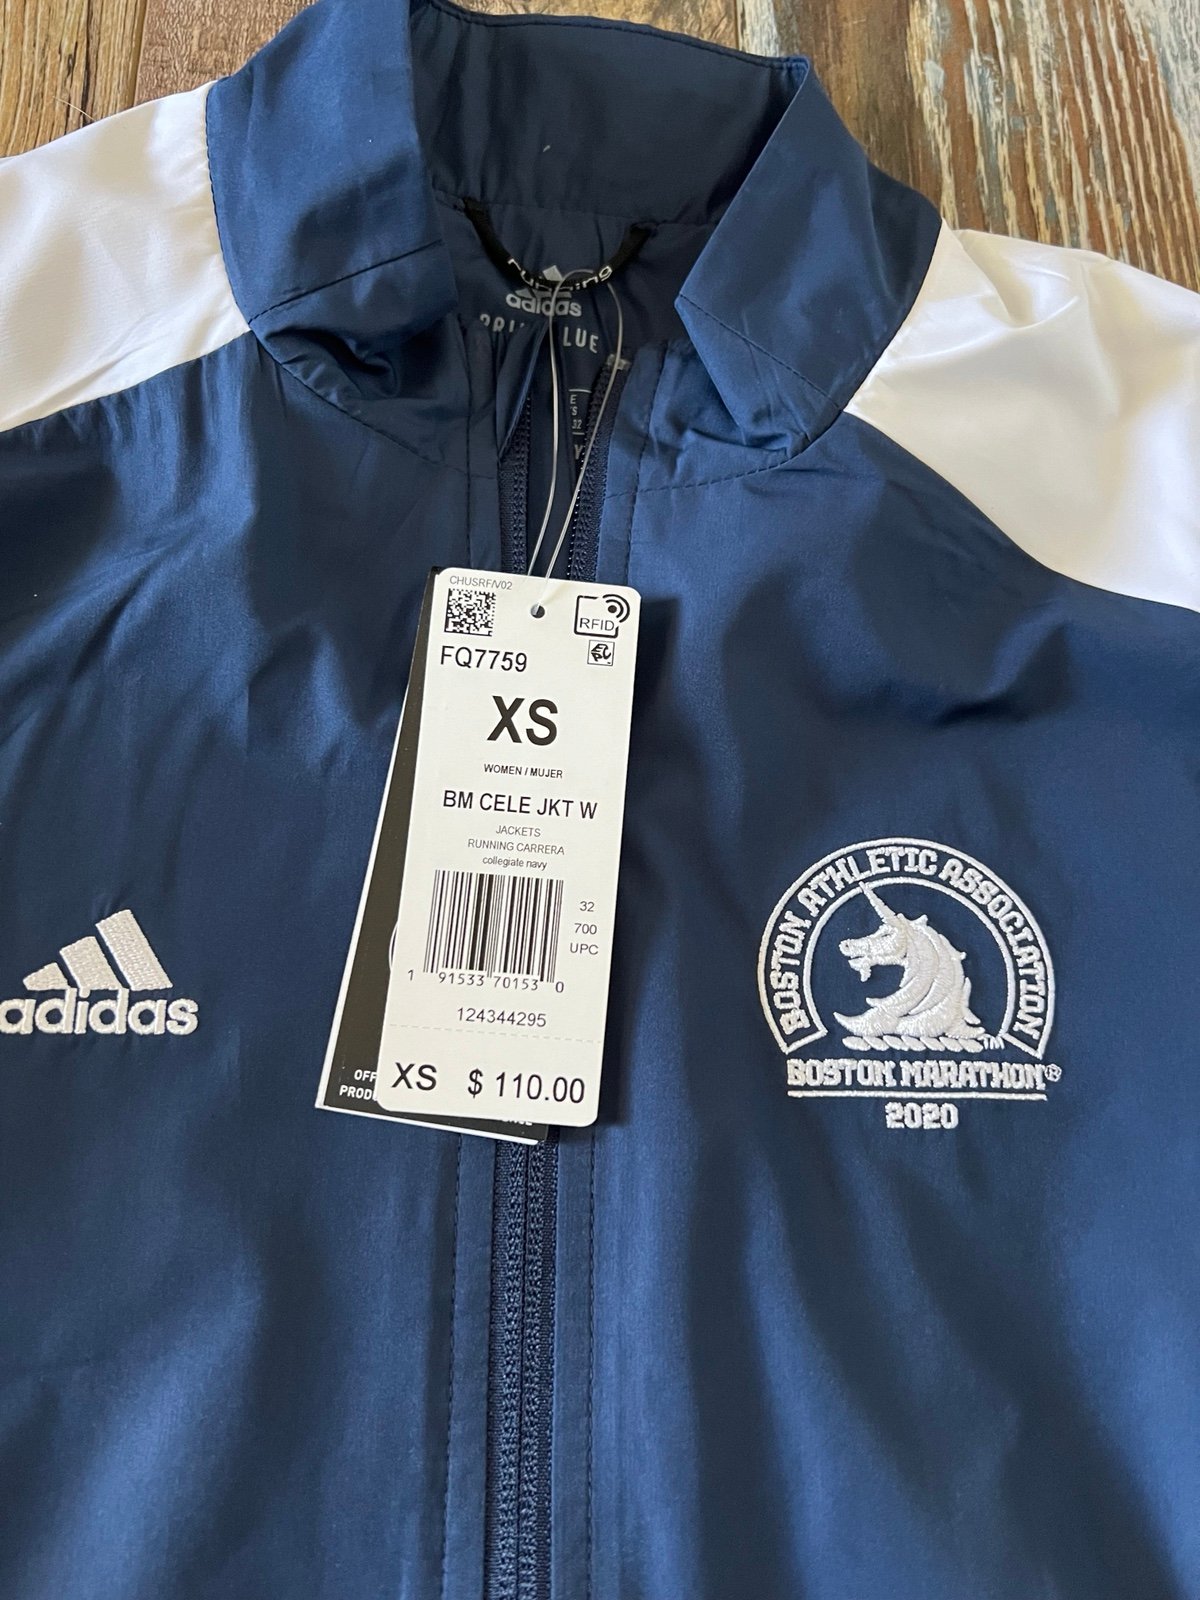 running
adidas
CHUSRF/V02
RFID
FQ7759
XS
WOMEN / MUJER
BM CELE JKT W
JACKETS
RUNNING CARRERA
collegiate navy
32
700
UPC
1 91533 70153 0
124344295
XS $ 110.00
adidas
BOSTON ATHLETIC ASSOCIATION
TM
BOSTON MARATHON®
2020